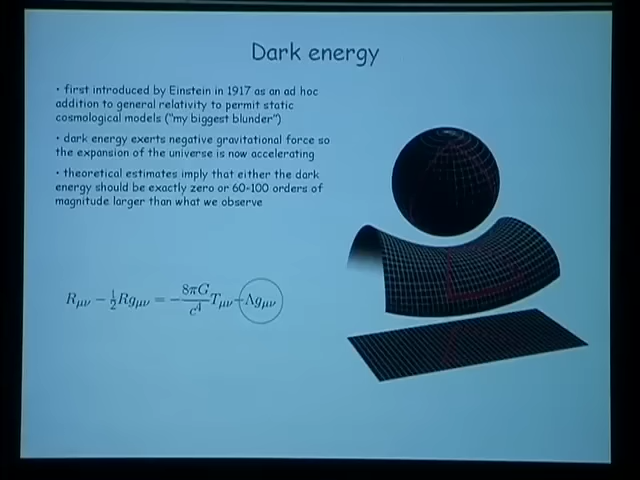 Dark energy
• first introduced by Einstein in 1917 as an ad hoc
addition to general relativity to permit static
cosmological models ("my biggest blunder")
• dark energy exerts negative gravitational force so
the expansion of the universe is now accelerating
• theoretical estimates imply that either the dark
energy should be exactly zero or 60-100 orders of
magnitude larger than what we observe
R_{μν} − ½Rg_{μν} = −\frac{8πG}{c^4}T_{μν} − Λg_{μν}